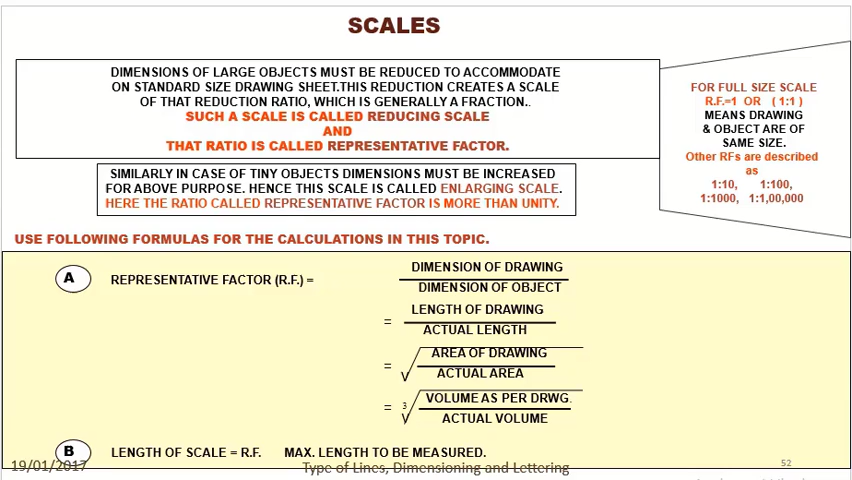 SCALES
DIMENSIONS OF LARGE OBJECTS MUST BE REDUCED TO ACCOMMODATE
ON STANDARD SIZE DRAWING SHEET.THIS REDUCTION CREATES A SCALE
OF THAT REDUCTION RATIO, WHICH IS GENERALLY A FRACTION..
SUCH A SCALE IS CALLED REDUCING SCALE
AND
THAT RATIO IS CALLED REPRESENTATIVE FACTOR.
SIMILARLY IN CASE OF TINY OBJECTS DIMENSIONS MUST BE INCREASED
FOR ABOVE PURPOSE. HENCE THIS SCALE IS CALLED ENLARGING SCALE.
HERE THE RATIO CALLED REPRESENTATIVE FACTOR IS MORE THAN UNITY.
FOR FULL SIZE SCALE
R.F.=1 OR ( 1:1 )
MEANS DRAWING
& OBJECT ARE OF
SAME SIZE.
Other RFs are described
as
1:10, 1:100,
1:1000, 1:1,00,000
USE FOLLOWING FORMULAS FOR THE CALCULATIONS IN THIS TOPIC.
A
REPRESENTATIVE FACTOR (R.F.) =
DIMENSION OF DRAWING
DIMENSION OF OBJECT
= LENGTH OF DRAWING
ACTUAL LENGTH
= √ AREA OF DRAWING
ACTUAL AREA
= 3√ VOLUME AS PER DRWG.
ACTUAL VOLUME
B
LENGTH OF SCALE = R.F. MAX. LENGTH TO BE MEASURED.
19/01/2017
Type of Lines, Dimensioning and Lettering
52